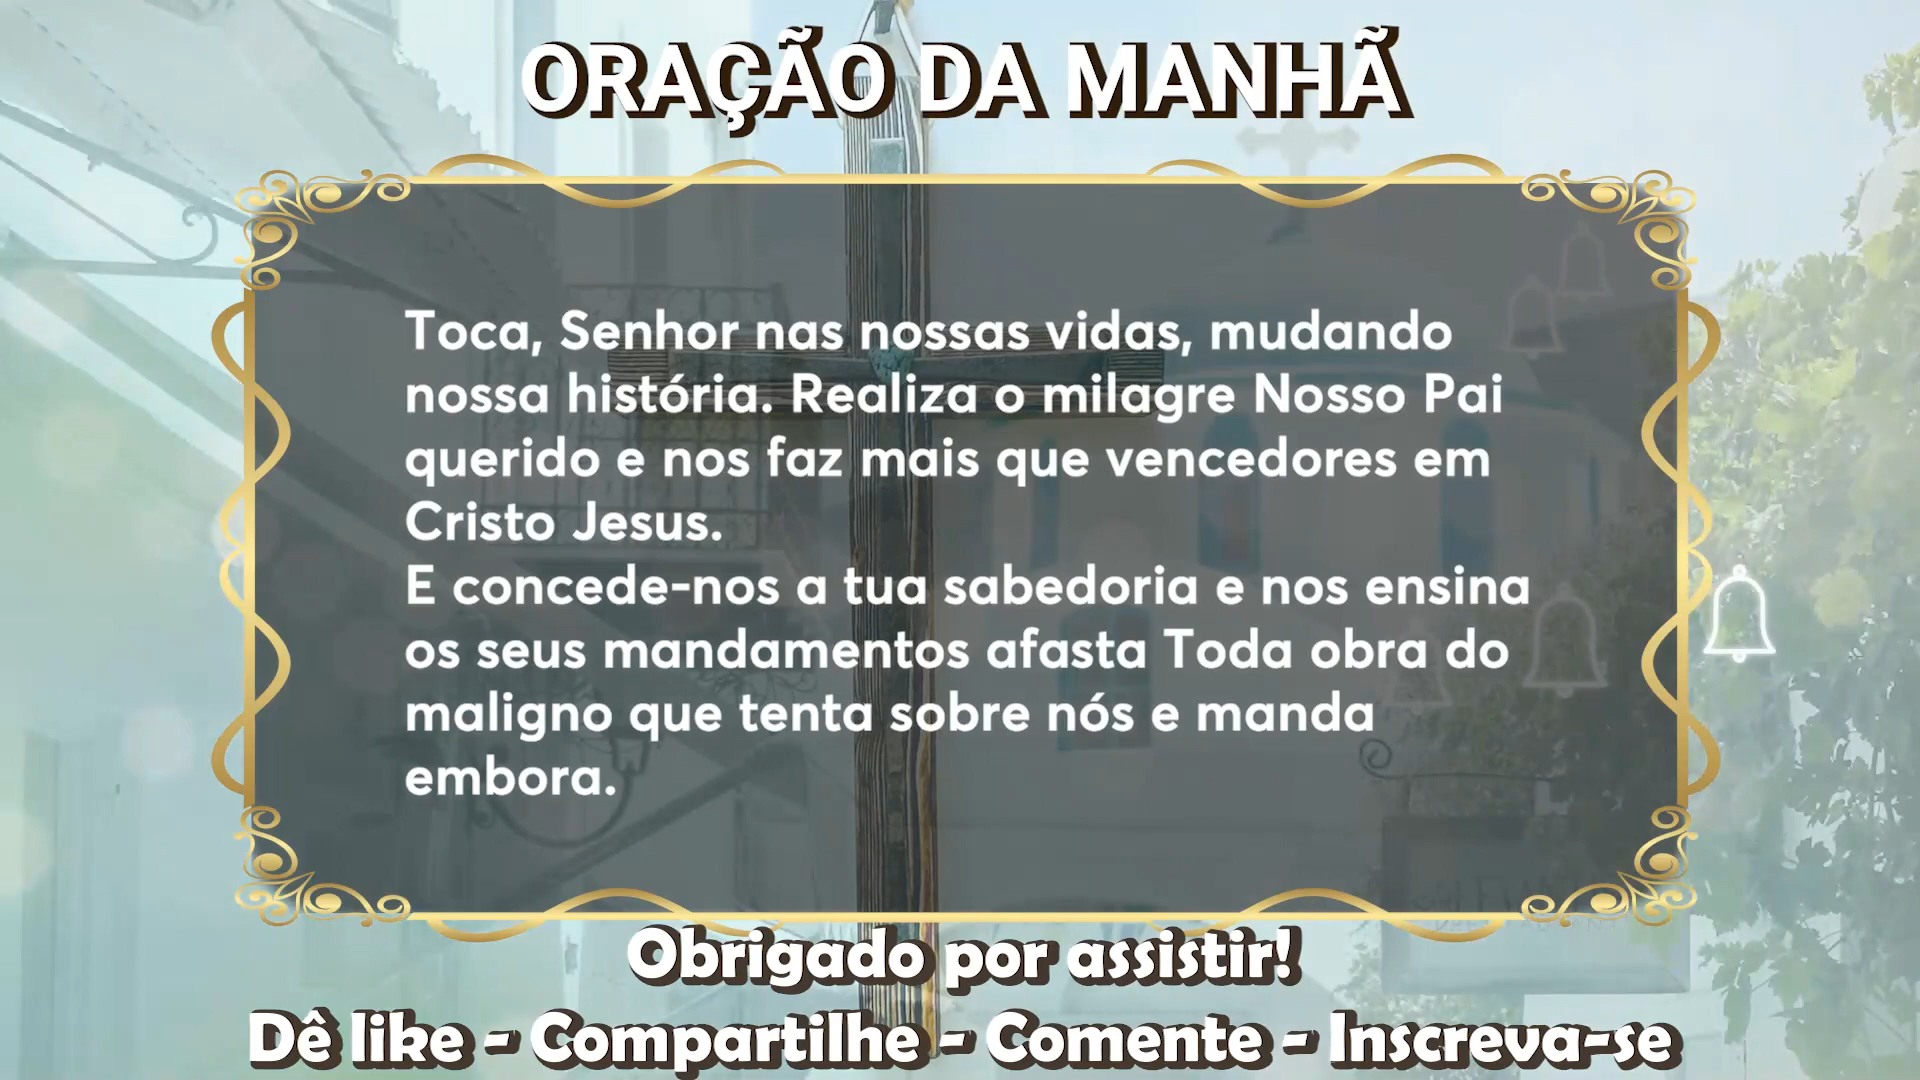 ORAÇÃO DA MANHÃ
Toca, Senhor nas nossas vidas, mudando
nossa história. Realiza o milagre Nosso Pai
querido e nos faz mais que vencedores em
Cristo Jesus.
E concede-nos a tua sabedoria e nos ensina
os seus mandamentos afasta Toda obra do
maligno que tenta sobre nós e manda
embora.
Obrigado por assistir!
Dê like - Compartilhe - Comente - Inscreva-se